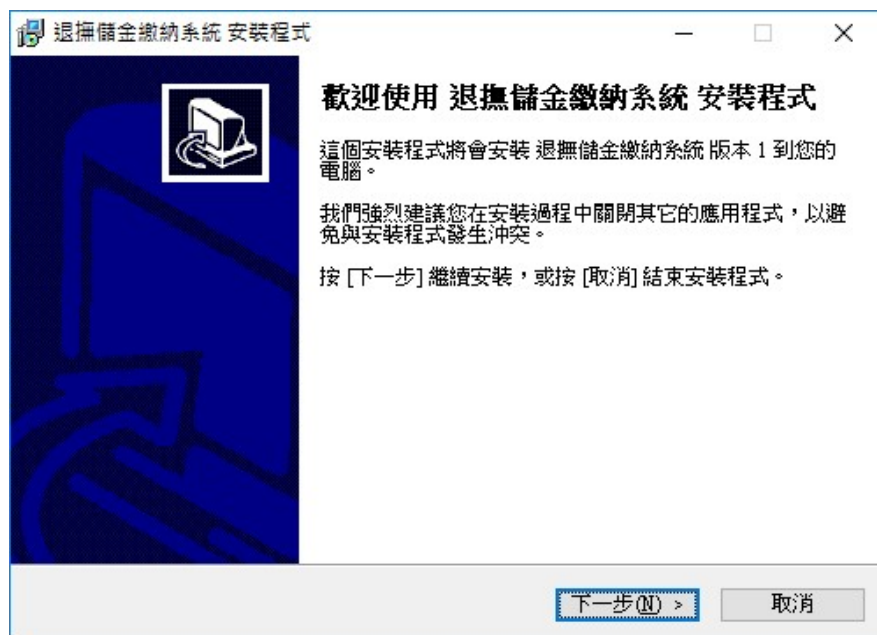 退撫儲金繳納系統 安裝程式
歡迎使用 退撫儲金繳納系統 安裝程式
這個安裝程式將會安裝 退撫儲金繳納系統 版本 1 到您的
電腦。
我們強烈建議您在安裝過程中關閉其它的應用程式，以避
免與安裝程式發生沖突。
按 [下一步] 繼續安裝，或按 [取消] 結束安裝程式。
下一步(N) >
取消